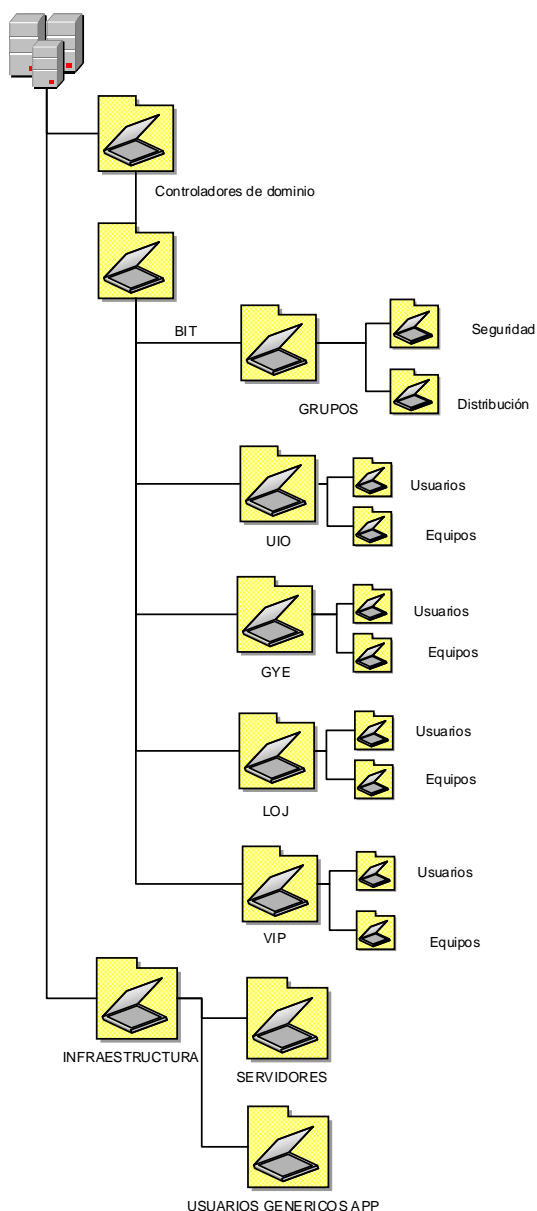 Controladores de dominio
BIT
Seguridad
GRUPOS
Distribución
Usuarios
UIO
Equipos
Usuarios
Equipos
GYE
Usuarios
Equipos
LOJ
Usuarios
VIP
Equipos
INFRAESTRUCTURA
SERVIDORES
USUARIOS GENERICOS APP